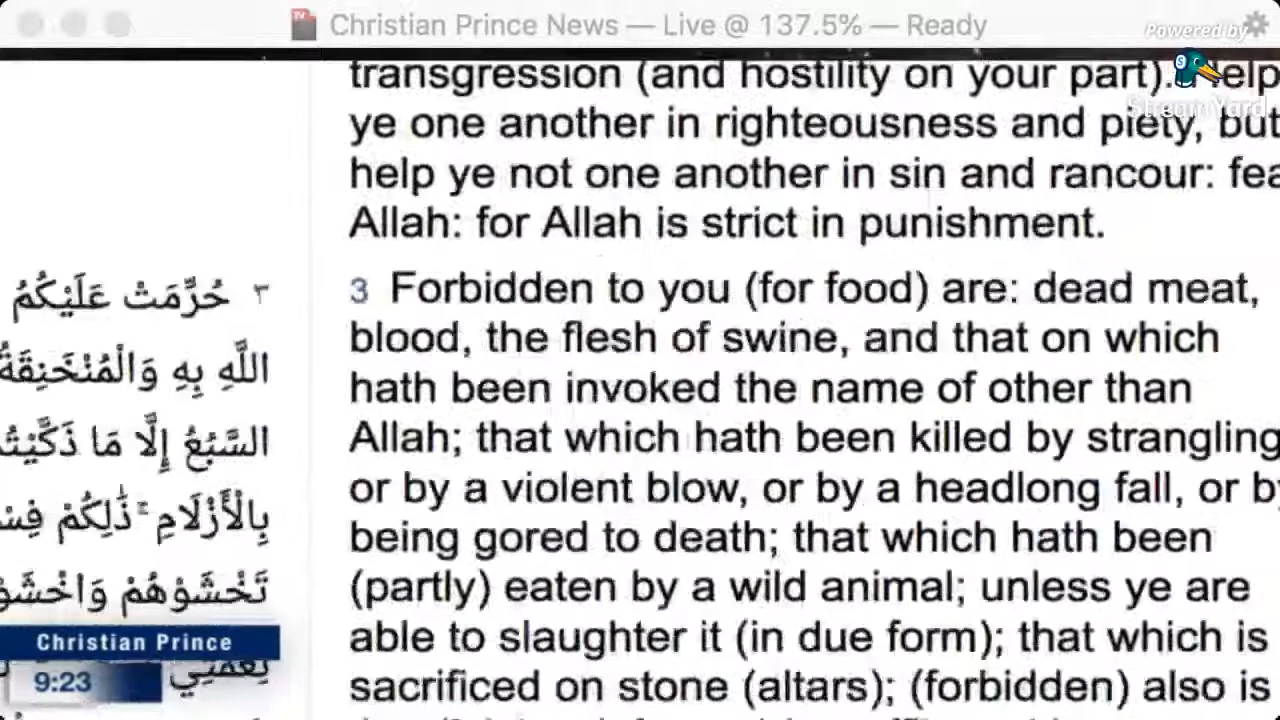 Christian Prince News — Live @ 137.5% — Ready
Powered by
StreamYard
transgression (and hostility on your part). Help
ye one another in righteousness and piety, but
help ye not one another in sin and rancour: fea
Allah: for Allah is strict in punishment.
٣ حُرِّمَتْ عَلَيْكُمُ
اللَّهِ بِهِ وَالْمُنْخَنِقَةُ
السَّبُعُ إِلَّا مَا ذَكَّيْتُ
بِالْأَزْلَامِ ۚ ذَٰلِكُمْ فِسْ
تَخْشَوْهُمْ وَاخْشَوْ
3 Forbidden to you (for food) are: dead meat,
blood, the flesh of swine, and that on which
hath been invoked the name of other than
Allah; that which hath been killed by strangling
or by a violent blow, or by a headlong fall, or by
being gored to death; that which hath been
(partly) eaten by a wild animal; unless ye are
able to slaughter it (in due form); that which is
sacrificed on stone (altars); (forbidden) also is
Christian Prince
9:23